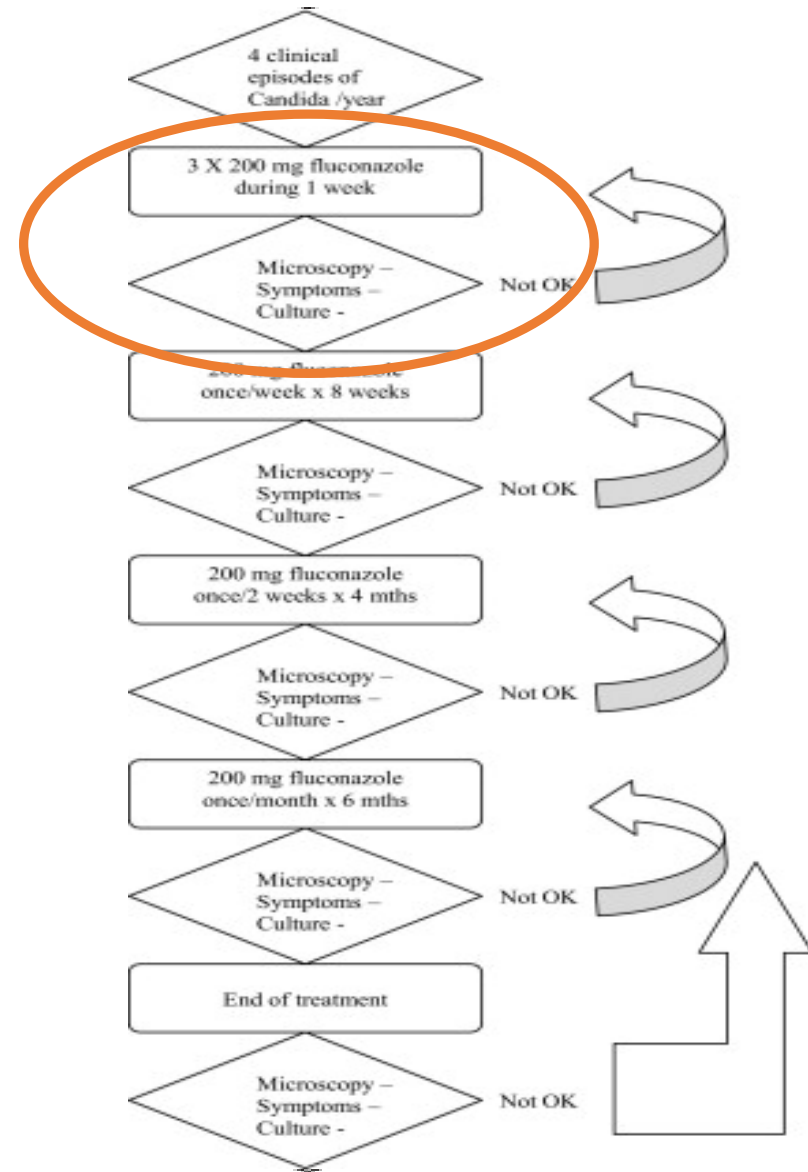 4 clinical
episodes of
Candida /year
3 X 200 mg fluconazole
during 1 week
Microscopy –
Symptoms –
Culture -
Not OK
200 mg fluconazole
once/week x 8 weeks
Microscopy –
Symptoms –
Culture -
Not OK
200 mg fluconazole
once/2 weeks x 4 mths
Microscopy –
Symptoms –
Culture -
Not OK
200 mg fluconazole
once/month x 6 mths
Microscopy –
Symptoms –
Culture -
Not OK
End of treatment
Microscopy –
Symptoms –
Culture -
Not OK